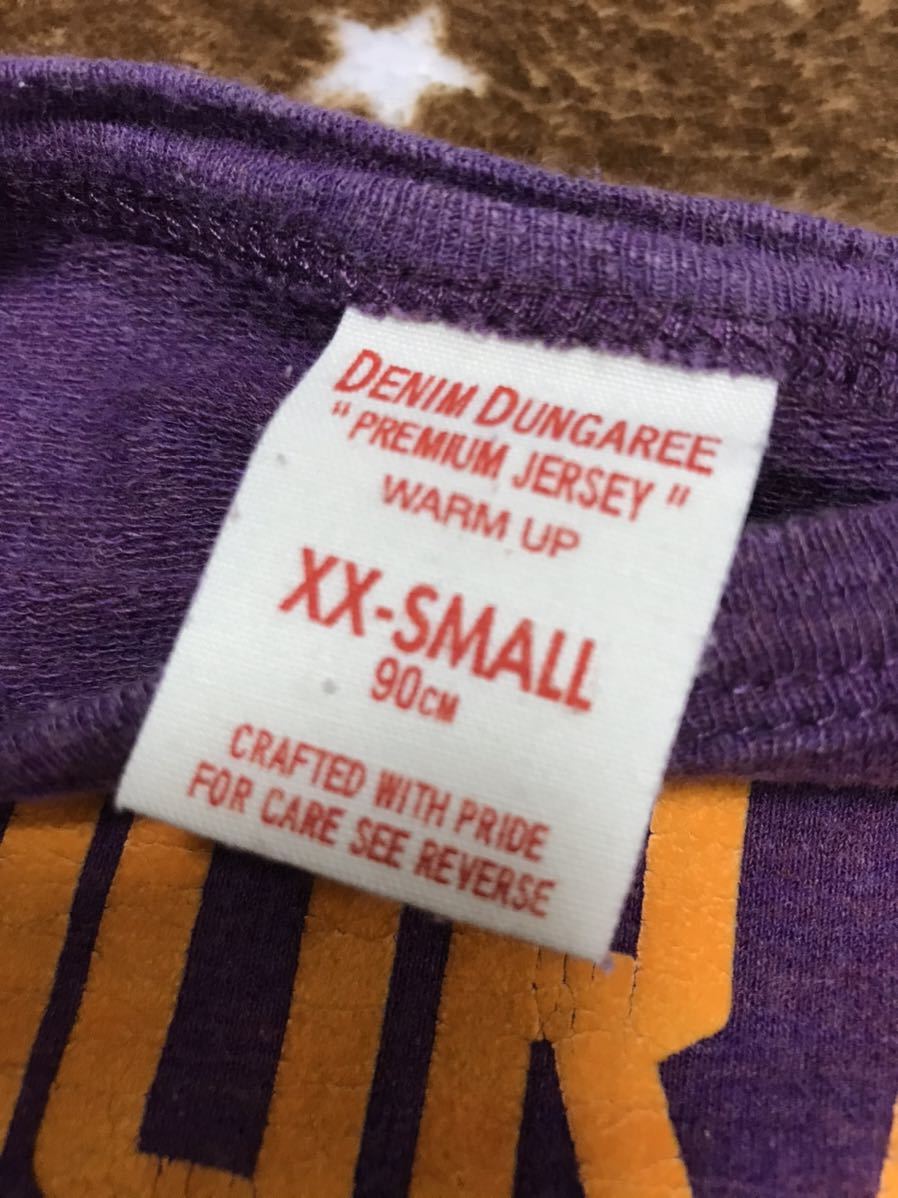 DENIM DUNGAREE
"PREMIUM JERSEY"
WARM UP
XX-SMALL
90CM
CRAFTED WITH PRIDE
FOR CARE SEE REVERSE